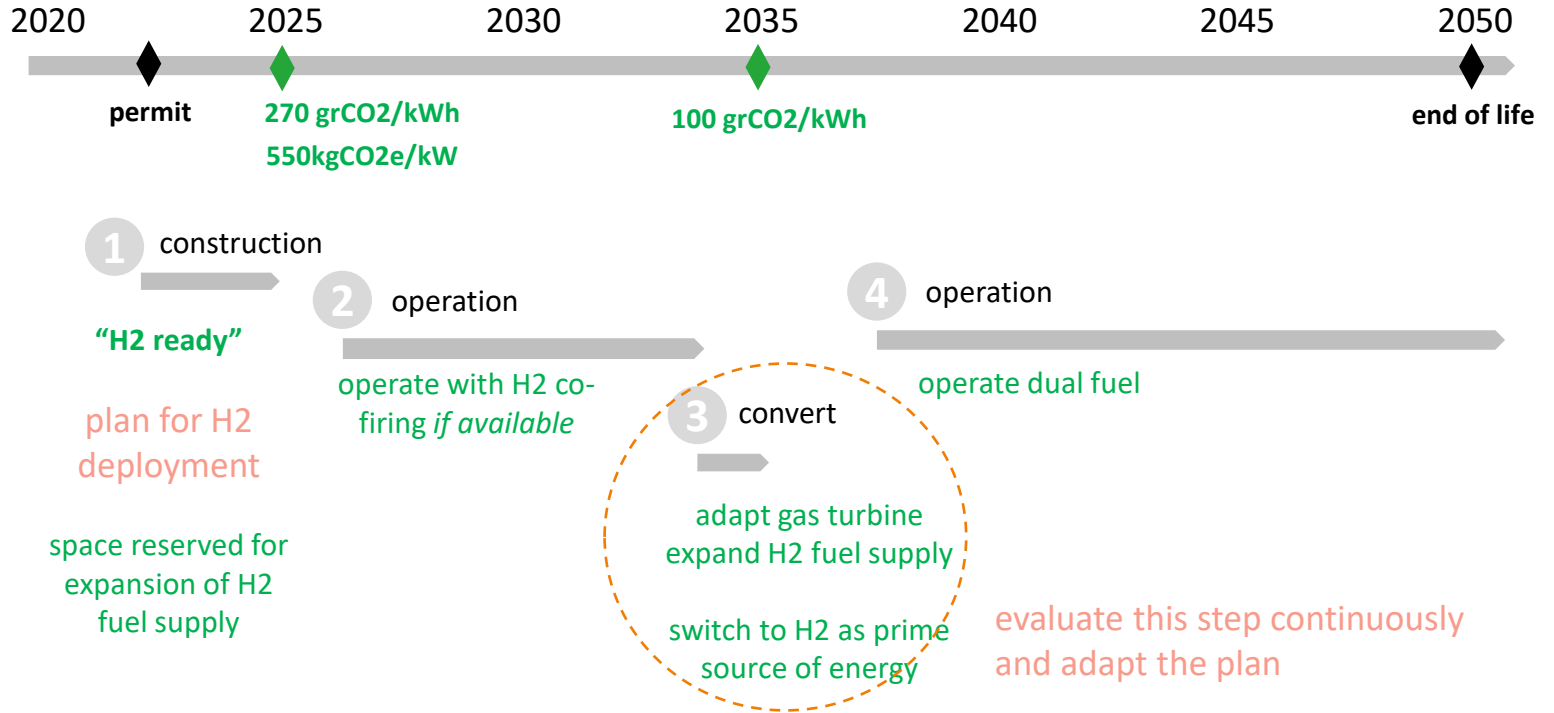 2020 2025 2030 2035 2040 2045 2050
permit
270 grCO2/kWh
550kgCO2e/kW
100 grCO2/kWh
end of life
1 construction
"H2 ready"
plan for H2
deployment
space reserved for
expansion of H2
fuel supply
2 operation
operate with H2 co-
firing if available
3 convert
adapt gas turbine
expand H2 fuel supply
switch to H2 as prime
source of energy
4 operation
operate dual fuel
evaluate this step continuously
and adapt the plan